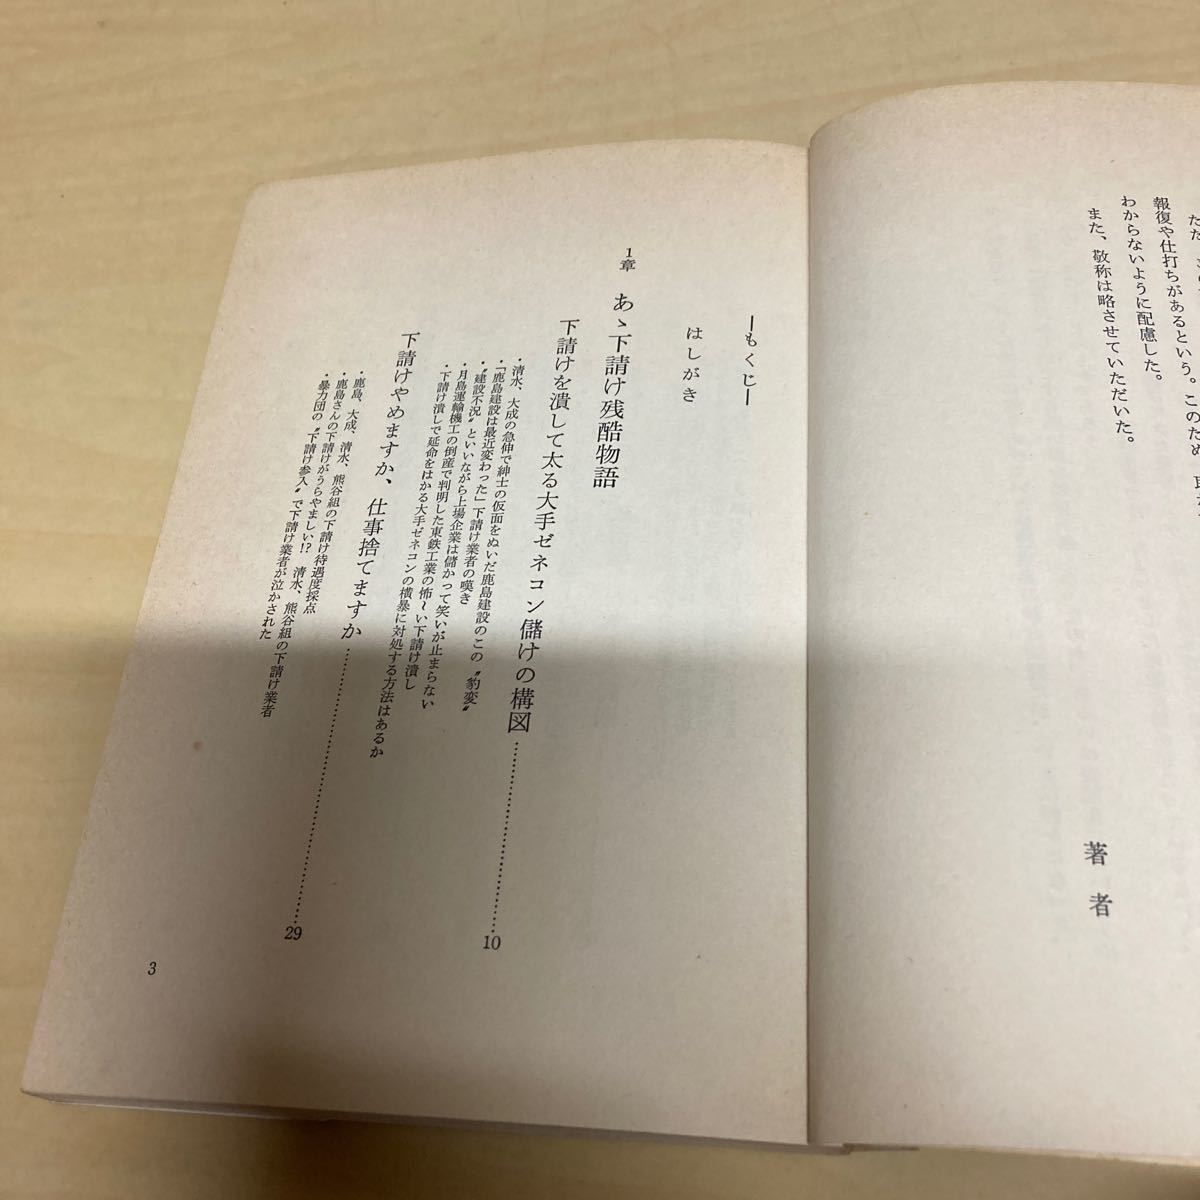 報復や仕打ちがあるという。このため
わからないように配慮した。
また、敬称は略させていただいた。
著者
―もくじ―
はしがき
1章 あゝ下請け残酷物語
下請けを潰して太る大手ゼネコン儲けの構図……10
・清水、大成の急伸で紳士の仮面をぬいだ鹿島建設のこの〝豹変〟
・「鹿島建設は最近変わった」下請け業者の嘆き
・〝建設不況〟といいながら上場企業は儲かって笑いが止まらない
・月島運輸機工の倒産で判明した東鉄工業の怖〜い下請け潰し
・下請け潰しで延命をはかる大手ゼネコンの横暴に対処する方法はあるか
下請けやめますか、仕事捨てますか……29
・鹿島、大成、清水、熊谷組の下請け待遇度採点
・鹿島さんの下請けがうらやましい!? 清水、熊谷組の下請け業者
・暴力団の〝下請け参入〟で下請け業者が泣かされた
3